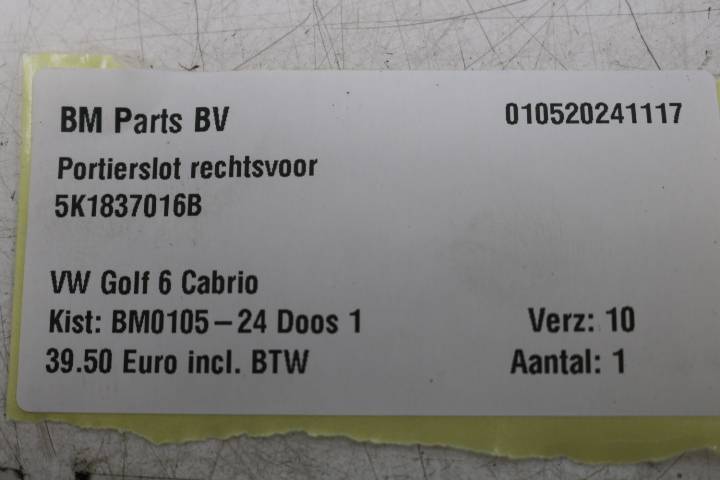 BM Parts BV 010520241117
Portierslot rechtsvoor
5K1837016B
VW Golf 6 Cabrio
Kist: BM0105-24 Doos 1 Verz: 10
39.50 Euro incl. BTW Aantal: 1